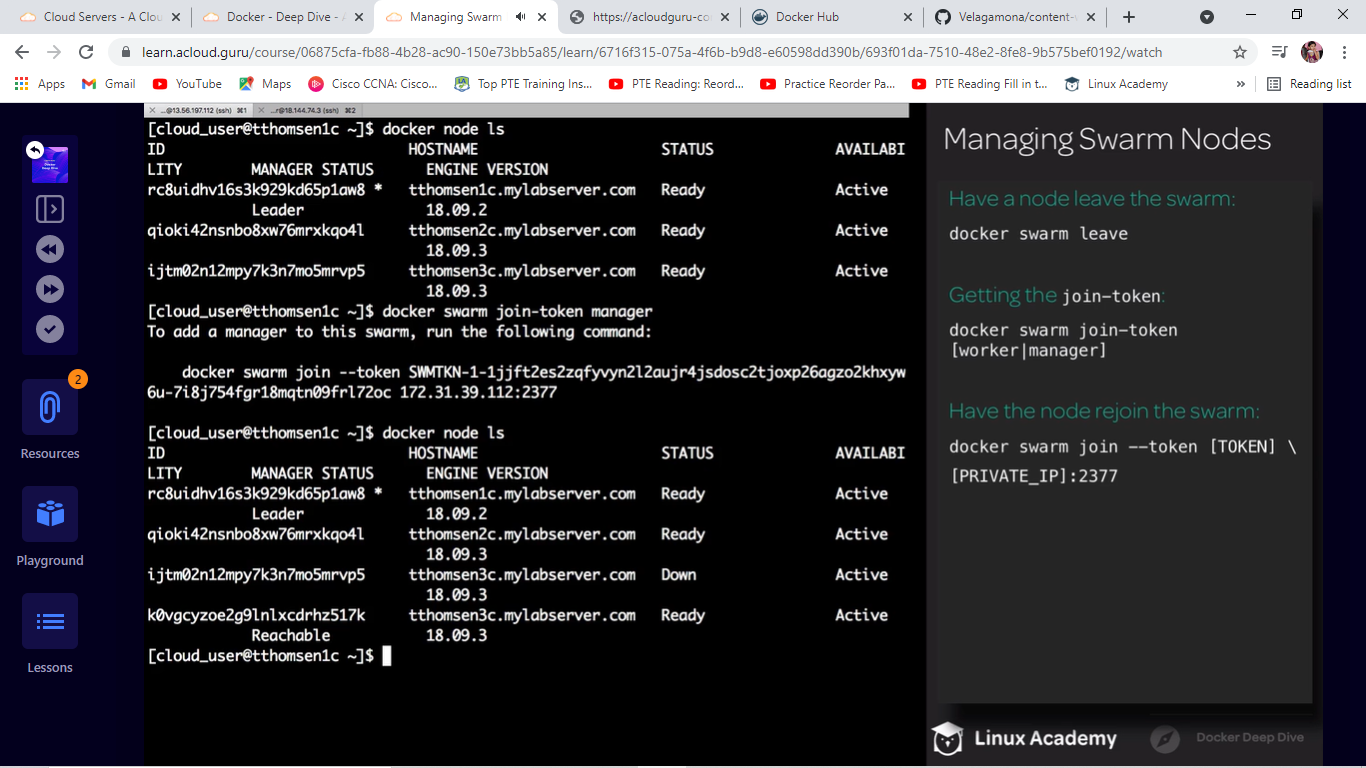 Cloud Servers - A Clou
Docker - Deep Dive - A
Managing Swarm
https://acloudguru-co
Docker Hub
Velagamona/content-
learn.acloud.guru/course/06875cfa-fb88-4b28-ac90-150e73bb5a85/learn/6716f315-075a-4f6b-b9d8-e60598dd390b/693f01da-7510-48e2-8fe8-9b575bef0192/watch
Apps
Gmail
YouTube
Maps
Cisco CCNA: Cisco...
Top PTE Training Ins...
PTE Reading: Reord...
Practice Reorder Pa...
PTE Reading Fill in t...
Linux Academy
»
Reading list
Docker
Deep Dive
2
Resources
Playground
Lessons
...@13.56.197.112 (ssh) ⌘1
...r@18.144.74.3 (ssh) ⌘2
[cloud_user@tthomsen1c ~]$ docker node ls
ID HOSTNAME STATUS AVAILABI
LITY MANAGER STATUS ENGINE VERSION
rc8uidhv16s3k929kd65p1aw8 * tthomsen1c.mylabserver.com Ready Active
Leader 18.09.2
qioki42nsnbo8xw76mrxkqo4l tthomsen2c.mylabserver.com Ready Active
18.09.3
ijtm02n12mpy7k3n7mo5mrvp5 tthomsen3c.mylabserver.com Ready Active
18.09.3
[cloud_user@tthomsen1c ~]$ docker swarm join-token manager
To add a manager to this swarm, run the following command:
docker swarm join --token SWMTKN-1-1jjft2es2zqfyvyn2l2aujr4jsdosc2tjoxp26agzo2khxyw
6u-7i8j754fgr18mqtn09frl72oc 172.31.39.112:2377
[cloud_user@tthomsen1c ~]$ docker node ls
ID HOSTNAME STATUS AVAILABI
LITY MANAGER STATUS ENGINE VERSION
rc8uidhv16s3k929kd65p1aw8 * tthomsen1c.mylabserver.com Ready Active
Leader 18.09.2
qioki42nsnbo8xw76mrxkqo4l tthomsen2c.mylabserver.com Ready Active
18.09.3
ijtm02n12mpy7k3n7mo5mrvp5 tthomsen3c.mylabserver.com Down Active
18.09.3
k0vgcyzoe2g9lnlxcdrhz517k tthomsen3c.mylabserver.com Ready Active
Reachable 18.09.3
[cloud_user@tthomsen1c ~]$
Managing Swarm Nodes
Have a node leave the swarm:
docker swarm leave
Getting the join-token:
docker swarm join-token
[worker|manager]
Have the node rejoin the swarm:
docker swarm join --token [TOKEN] \
[PRIVATE_IP]:2377
Linux Academy
Docker Deep Dive